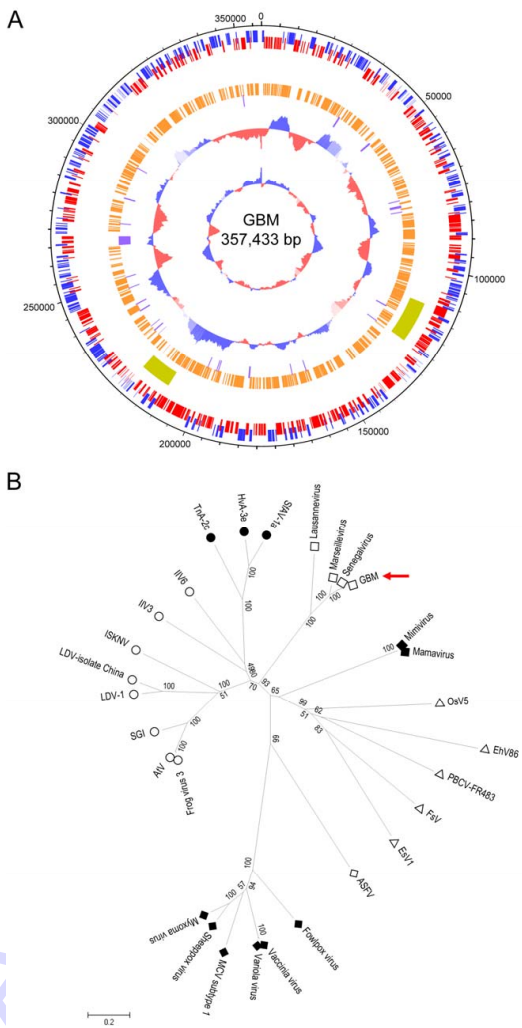 A
0
50000
100000
150000
200000
250000
300000
350000
GBM
357,433 bp
B
TnA-2c
HvA-3e
SfAV-1a
Lausannevirus
Marseillevirus
Senegalvirus
GBM
Mimivirus
Mamavirus
OsV5
EhV86
PBCV-FR483
FsV
EsV1
ASFV
Fowlpox virus
Vaccinia virus
Variola virus
MCV subtype 1
Sheeppox virus
Myxoma virus
Frog virus 3
AtV
SGI
LDV-1
LDV-isolate China
ISKNV
IIV3
IIV6
100
100
100
100
100
100
93
65
70
100
51
100
100
100
99
62
51
83
66
100
57
94
100
100
0.2